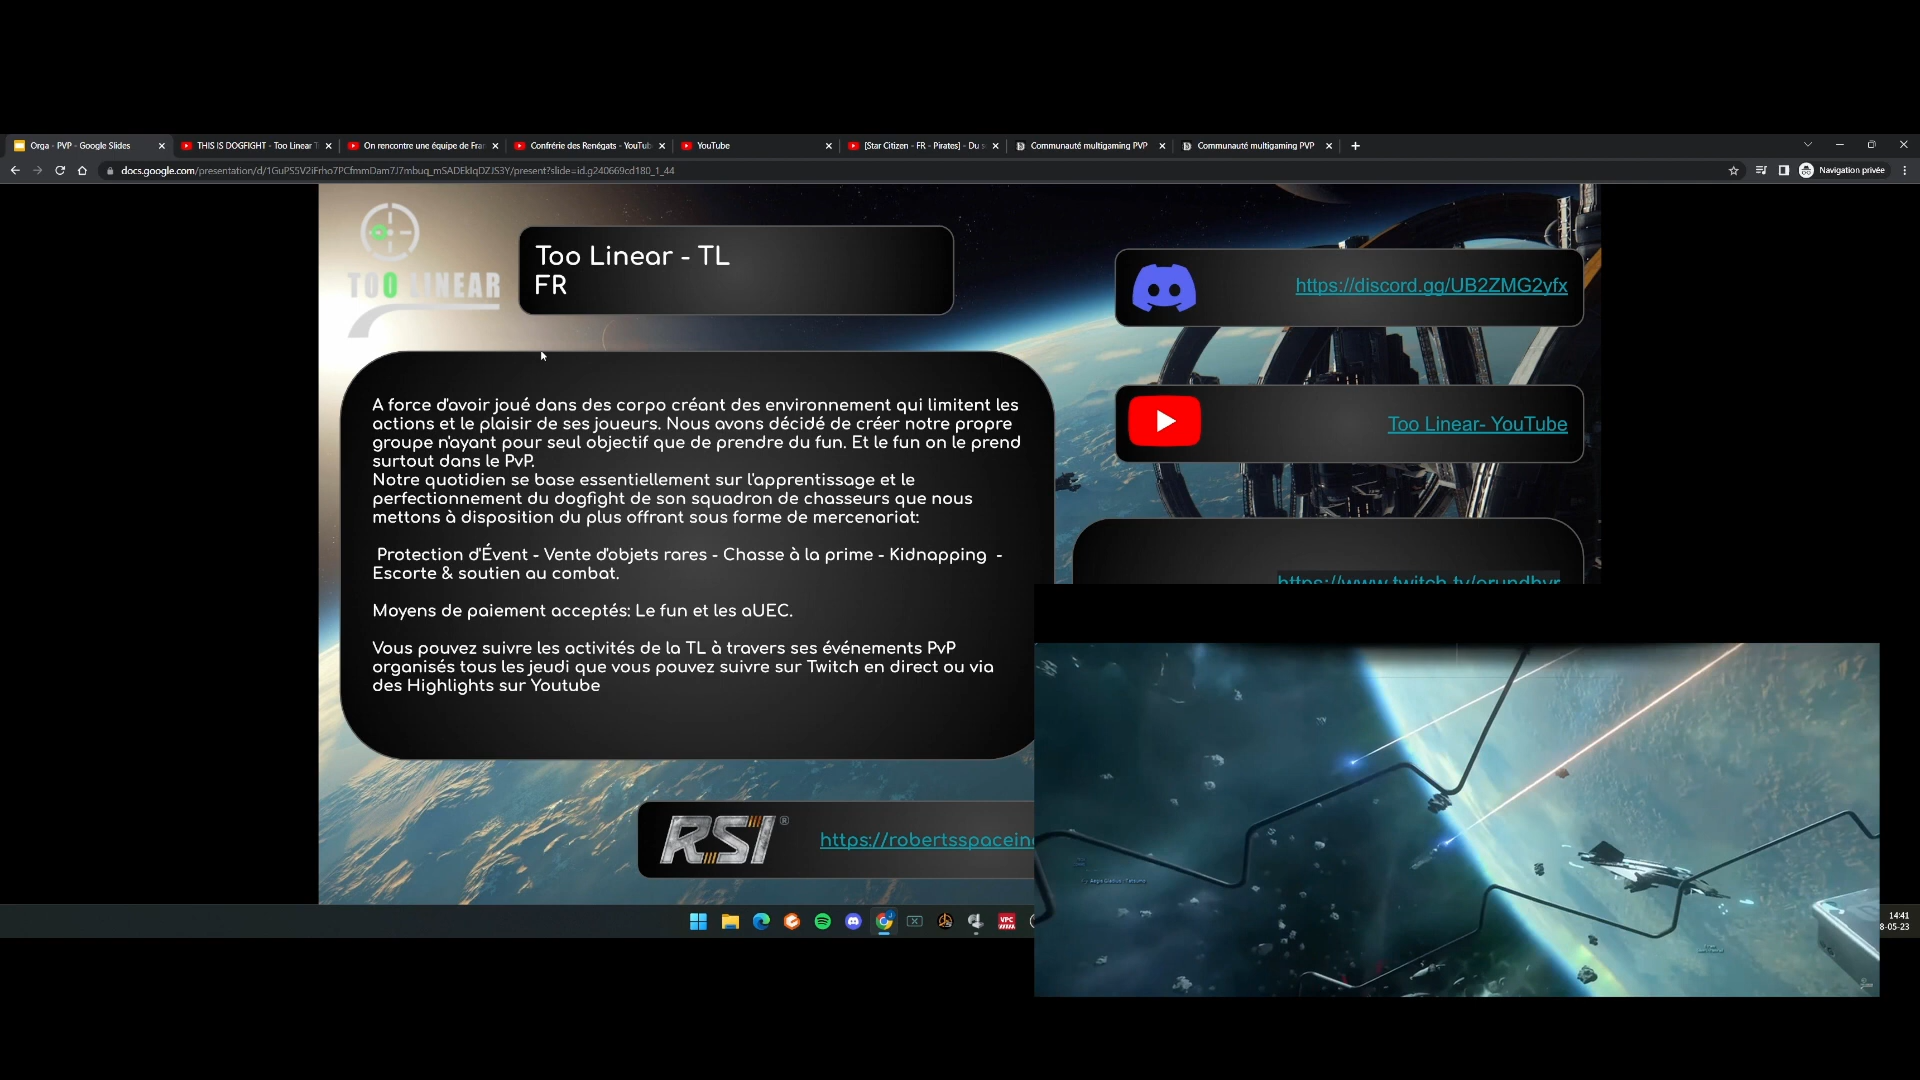 Orga - PVP - Google Slides
THIS IS DOGFIGHT - Too Linear
On rencontre une équipe de Fra
Confrérie des Renégats - YouTub
YouTube
[Star Citizen - FR - Pirates] - Du
Communauté multigaming PVP
Communauté multigaming PVP
Navigation privée
TOO LINEAR
Too Linear - TL
FR
https://discord.gg/UB2ZMG2yfx
Too Linear- YouTube
A force d'avoir joué dans des corpo créant des environnement qui limitent les
actions et le plaisir de ses joueurs. Nous avons décidé de créer notre propre
groupe n'ayant pour seul objectif que de prendre du fun. Et le fun on le prend
surtout dans le PvP.
Notre quotidien se base essentiellement sur l'apprentissage et le
perfectionnement du dogfight de son squadron de chasseurs que nous
mettons à disposition du plus offrant sous forme de mercenariat:
Protection d'Évent - Vente d'objets rares - Chasse à la prime - Kidnapping -
Escorte & soutien au combat.
Moyens de paiement acceptés: Le fun et les aUEC.
Vous pouvez suivre les activités de la TL à travers ses événements PvP
organisés tous les jeudi que vous pouvez suivre sur Twitch en direct ou via
des Highlights sur Youtube
RSI®
https://robertsspacein
VPC
14:41
8-05-23